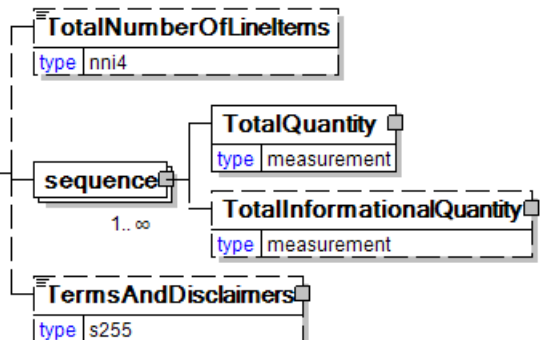 TotalNumberOfLineItems
type nni4
TotalQuantity
type measurement
sequence
1..∞
TotalInformationalQuantity
type measurement
TermsAndDisclaimers
type s255